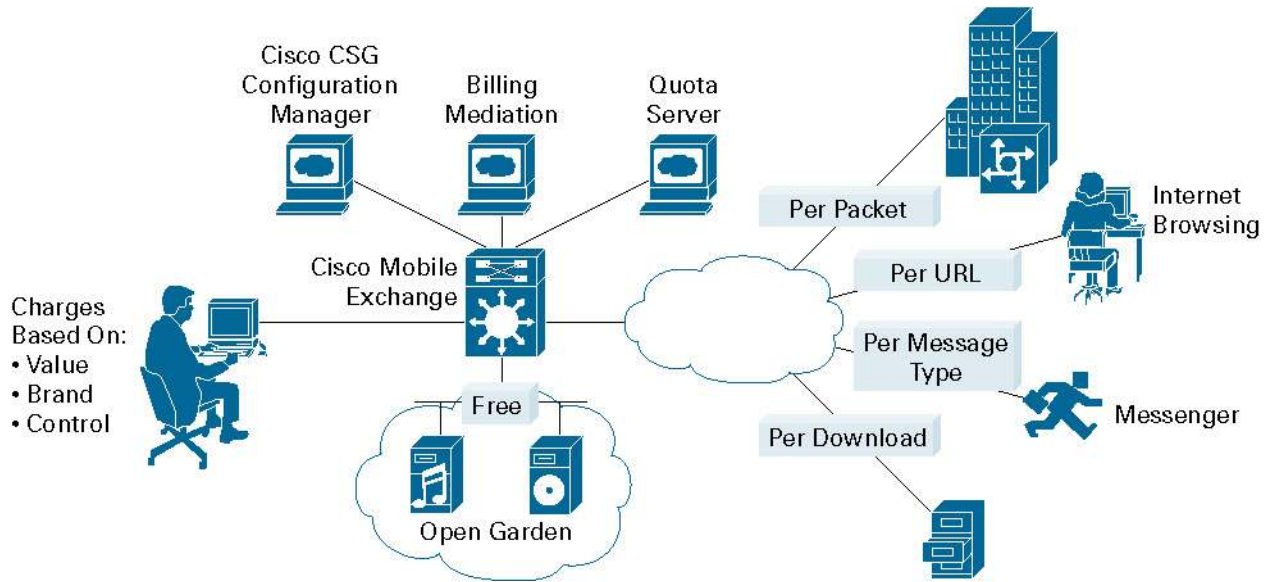 Cisco CSG
Configuration
Manager
Billing
Mediation
Quota
Server
Per Packet
Internet
Browsing
Per URL
Cisco Mobile
Exchange
Charges
Based On:
• Value
• Brand
• Control
Per Message
Type
Messenger
Free
Per Download
Open Garden